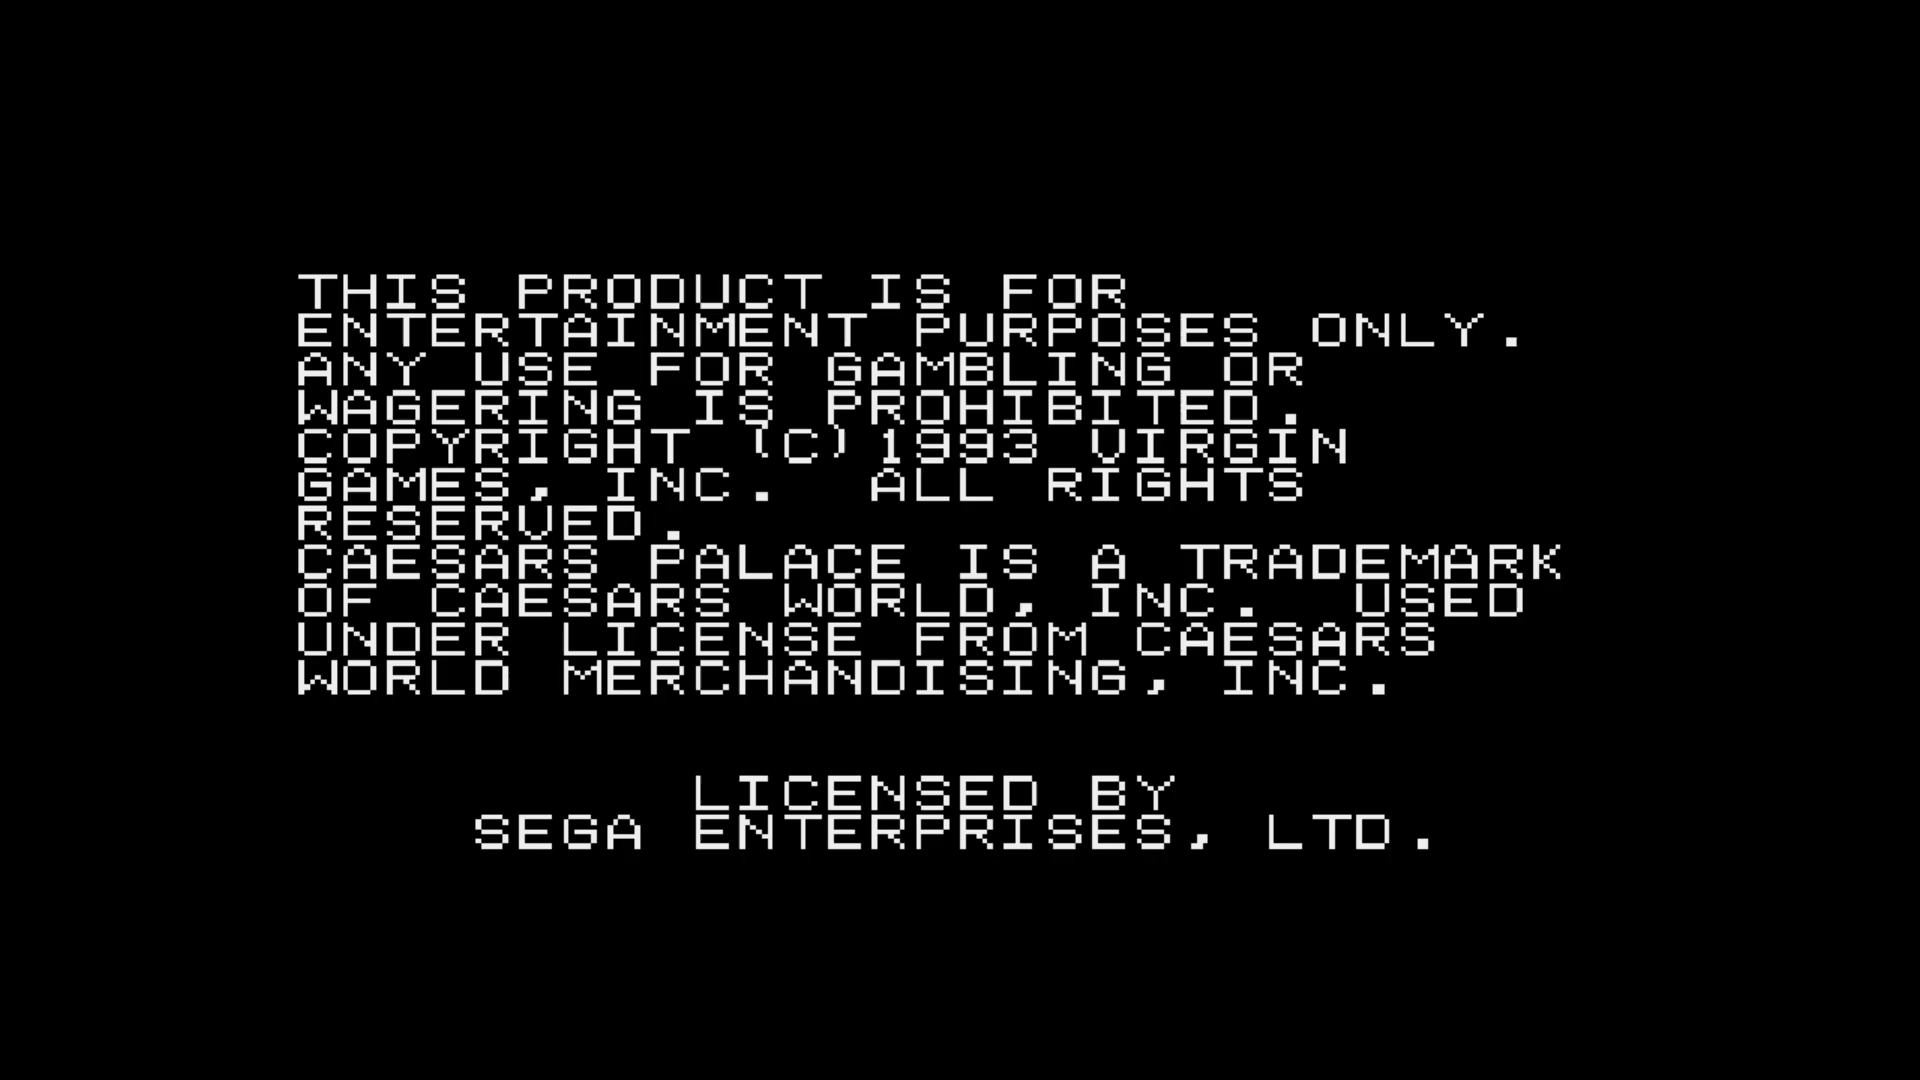 THIS PRODUCT IS FOR
ENTERTAINMENT PURPOSES ONLY.
ANY USE FOR GAMBLING OR
WAGERING IS PROHIBITED.
COPYRIGHT (C) 1993 VIRGIN
GAMES, INC.  ALL RIGHTS
RESERVED.
CAESARS PALACE IS A TRADEMARK
OF CAESARS WORLD, INC.  USED
UNDER LICENSE FROM CAESARS
WORLD MERCHANDISING, INC.
LICENSED BY
SEGA ENTERPRISES, LTD.